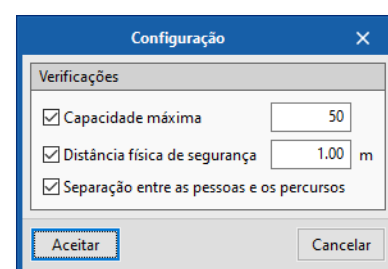 Configuração
Verificações
Capacidade máxima 50
Distância física de segurança 1.00 m
Separação entre as pessoas e os percursos
Aceitar Cancelar